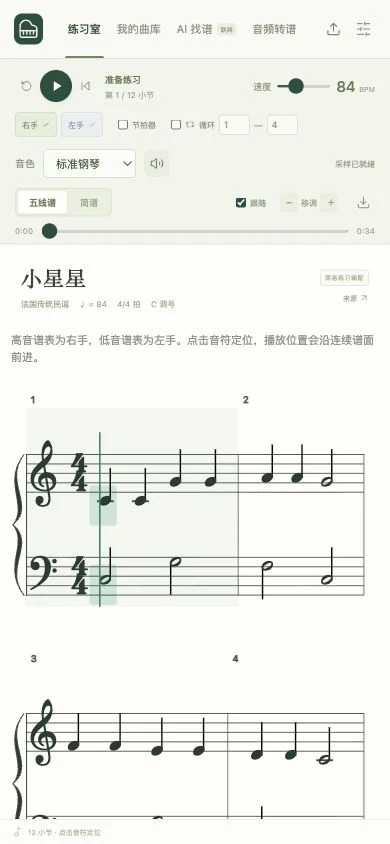 练习室 我的曲库 AI 找谱 联网 音频转谱
准备练习
第 1 / 12 小节
速度 84 BPM
右手 左手 节拍器 循环 1 — 4
音色 标准钢琴 采样已就绪
五线谱 简谱 跟随 − 移调 +
0:00 0:34
小星星
简易练习编配
法国传统民谣 ♩ = 84 4/4 拍 C 调号
来源 ↗
高音谱表为右手，低音谱表为左手。点击音符定位，播放位置会沿连续谱面
前进。
1 2
4
4
4
4
3 4
12 小节 · 点击音符定位